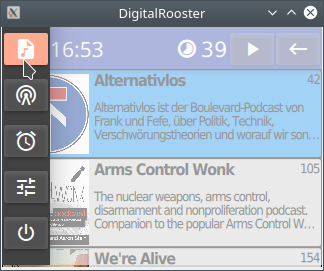 DigitalRooster
16:53
39
Alternativlos
42
Alternativlos ist der Boulevard-Podcast von
Frank und Fefe, über Politik, Technik,
Verschwörungstheorien und worauf wir son…
Arms Control Wonk
105
The nuclear weapons, arms control,
disarmament and nonproliferation podcast.
Companion to the popular Arms Control W…
We're Alive
154